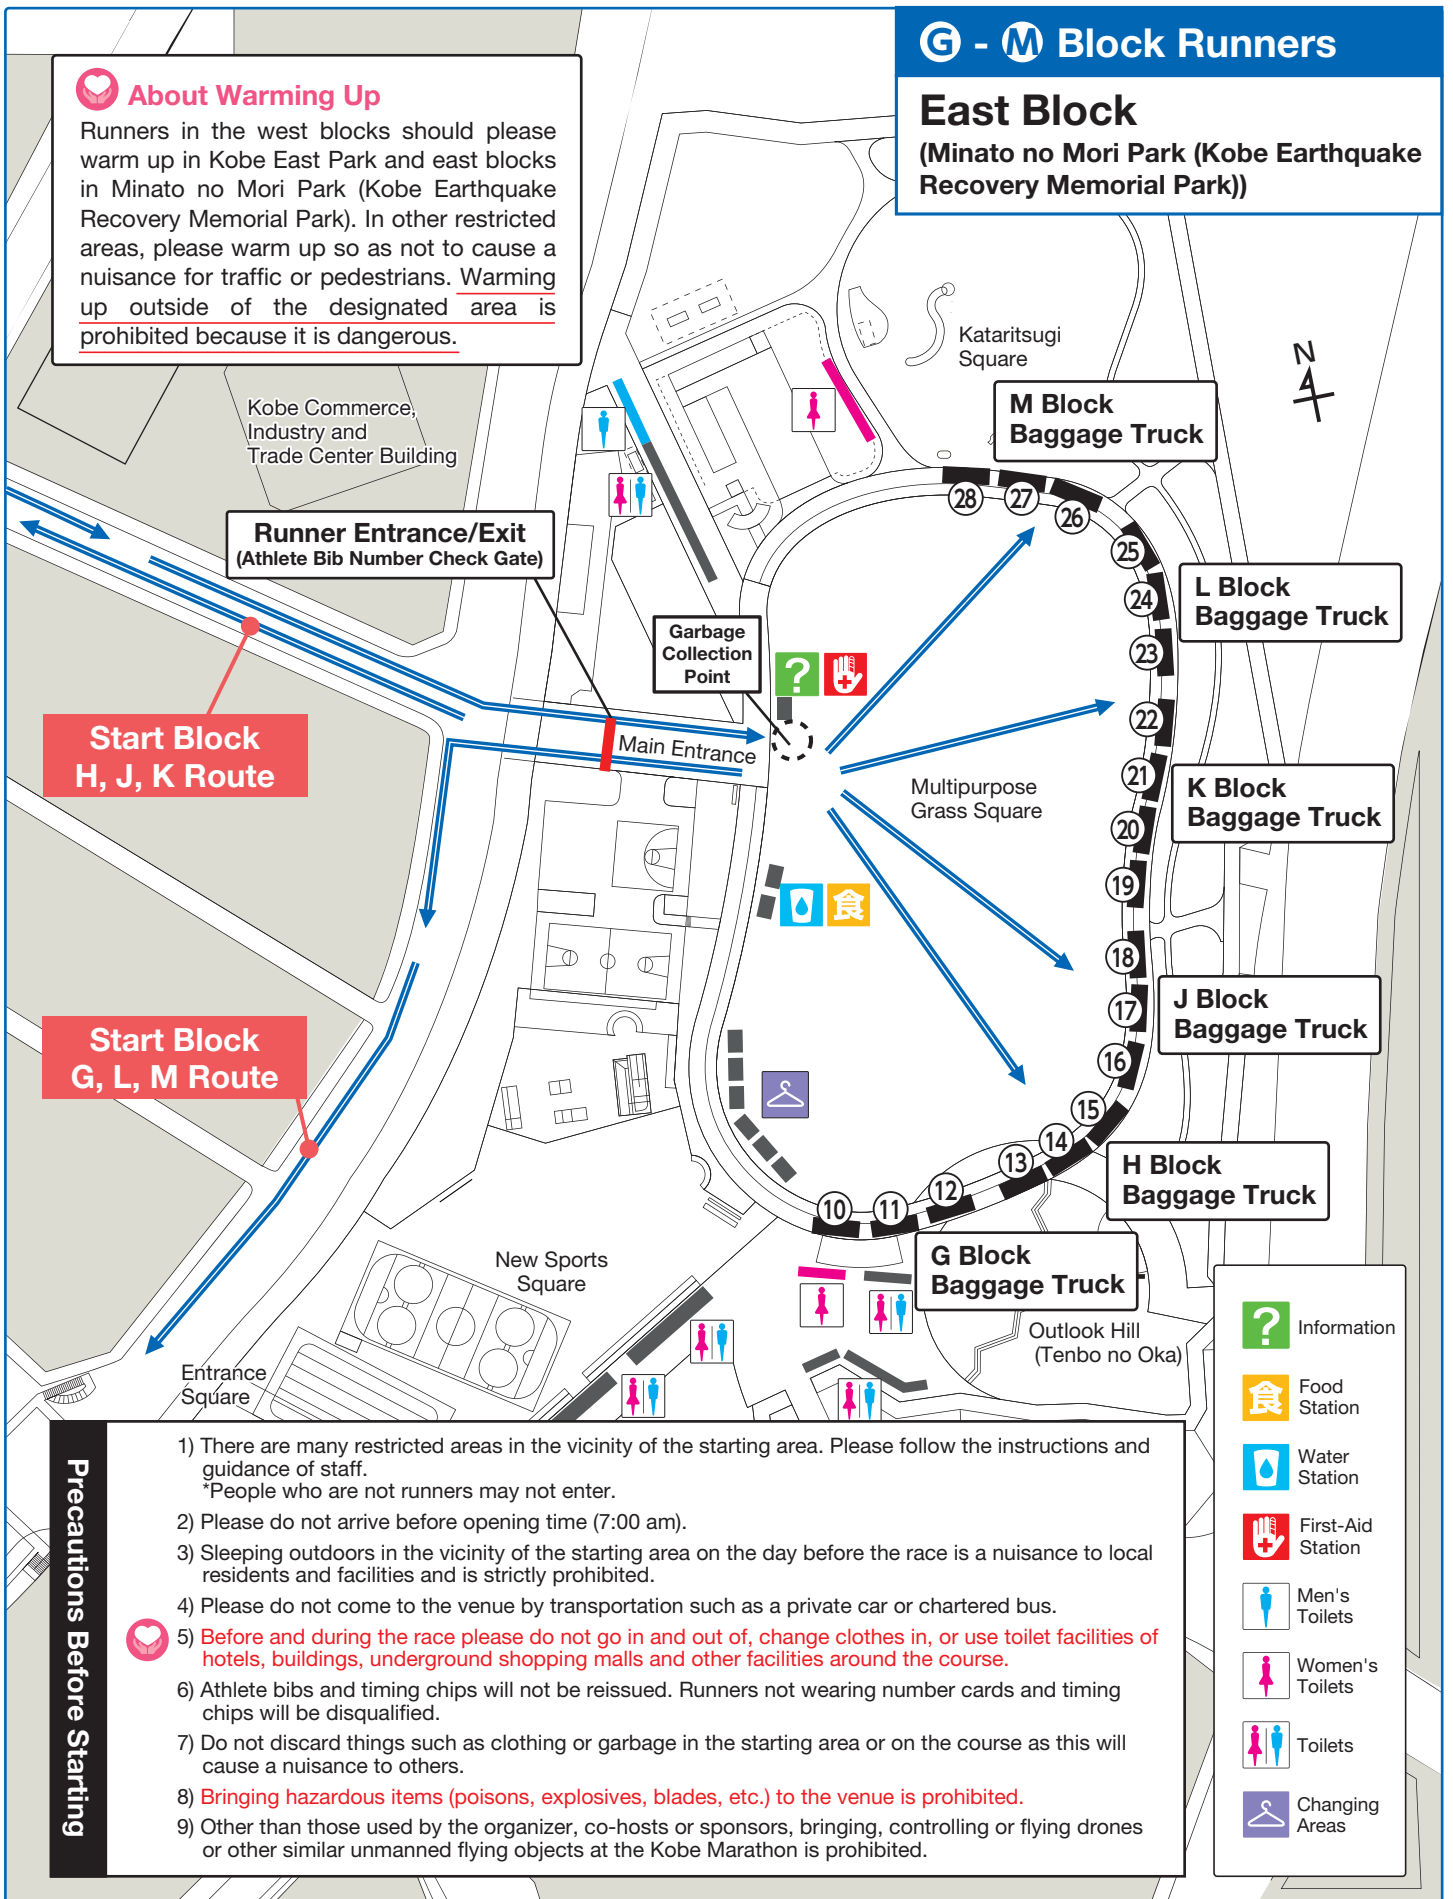 G - M Block Runners
East Block
(Minato no Mori Park (Kobe Earthquake
Recovery Memorial Park))
About Warming Up
Runners in the west blocks should please
warm up in Kobe East Park and east blocks
in Minato no Mori Park (Kobe Earthquake
Recovery Memorial Park). In other restricted
areas, please warm up so as not to cause a
nuisance for traffic or pedestrians. Warming
up outside of the designated area is
prohibited because it is dangerous.
Kataritsugi
Square
N
M Block
Baggage Truck
Kobe Commerce,
Industry and
Trade Center Building
28
27
26
25
24
23
22
21
20
19
18
17
16
15
14
13
12
11
10
Runner Entrance/Exit
(Athlete Bib Number Check Gate)
L Block
Baggage Truck
Garbage
Collection
Point
?
Start Block
H, J, K Route
Main Entrance
Multipurpose
Grass Square
K Block
Baggage Truck
食
J Block
Baggage Truck
Start Block
G, L, M Route
H Block
Baggage Truck
G Block
Baggage Truck
New Sports
Square
Outlook Hill
(Tenbo no Oka)
Entrance
Square
? Information
食 Food
Station
Water
Station
First-Aid
Station
Men's
Toilets
Women's
Toilets
Toilets
Changing
Areas
Precautions Before Starting
1) There are many restricted areas in the vicinity of the starting area. Please follow the instructions and
guidance of staff.
*People who are not runners may not enter.
2) Please do not arrive before opening time (7:00 am).
3) Sleeping outdoors in the vicinity of the starting area on the day before the race is a nuisance to local
residents and facilities and is strictly prohibited.
4) Please do not come to the venue by transportation such as a private car or chartered bus.
5) Before and during the race please do not go in and out of, change clothes in, or use toilet facilities of
hotels, buildings, underground shopping malls and other facilities around the course.
6) Athlete bibs and timing chips will not be reissued. Runners not wearing number cards and timing
chips will be disqualified.
7) Do not discard things such as clothing or garbage in the starting area or on the course as this will
cause a nuisance to others.
8) Bringing hazardous items (poisons, explosives, blades, etc.) to the venue is prohibited.
9) Other than those used by the organizer, co-hosts or sponsors, bringing, controlling or flying drones
or other similar unmanned flying objects at the Kobe Marathon is prohibited.